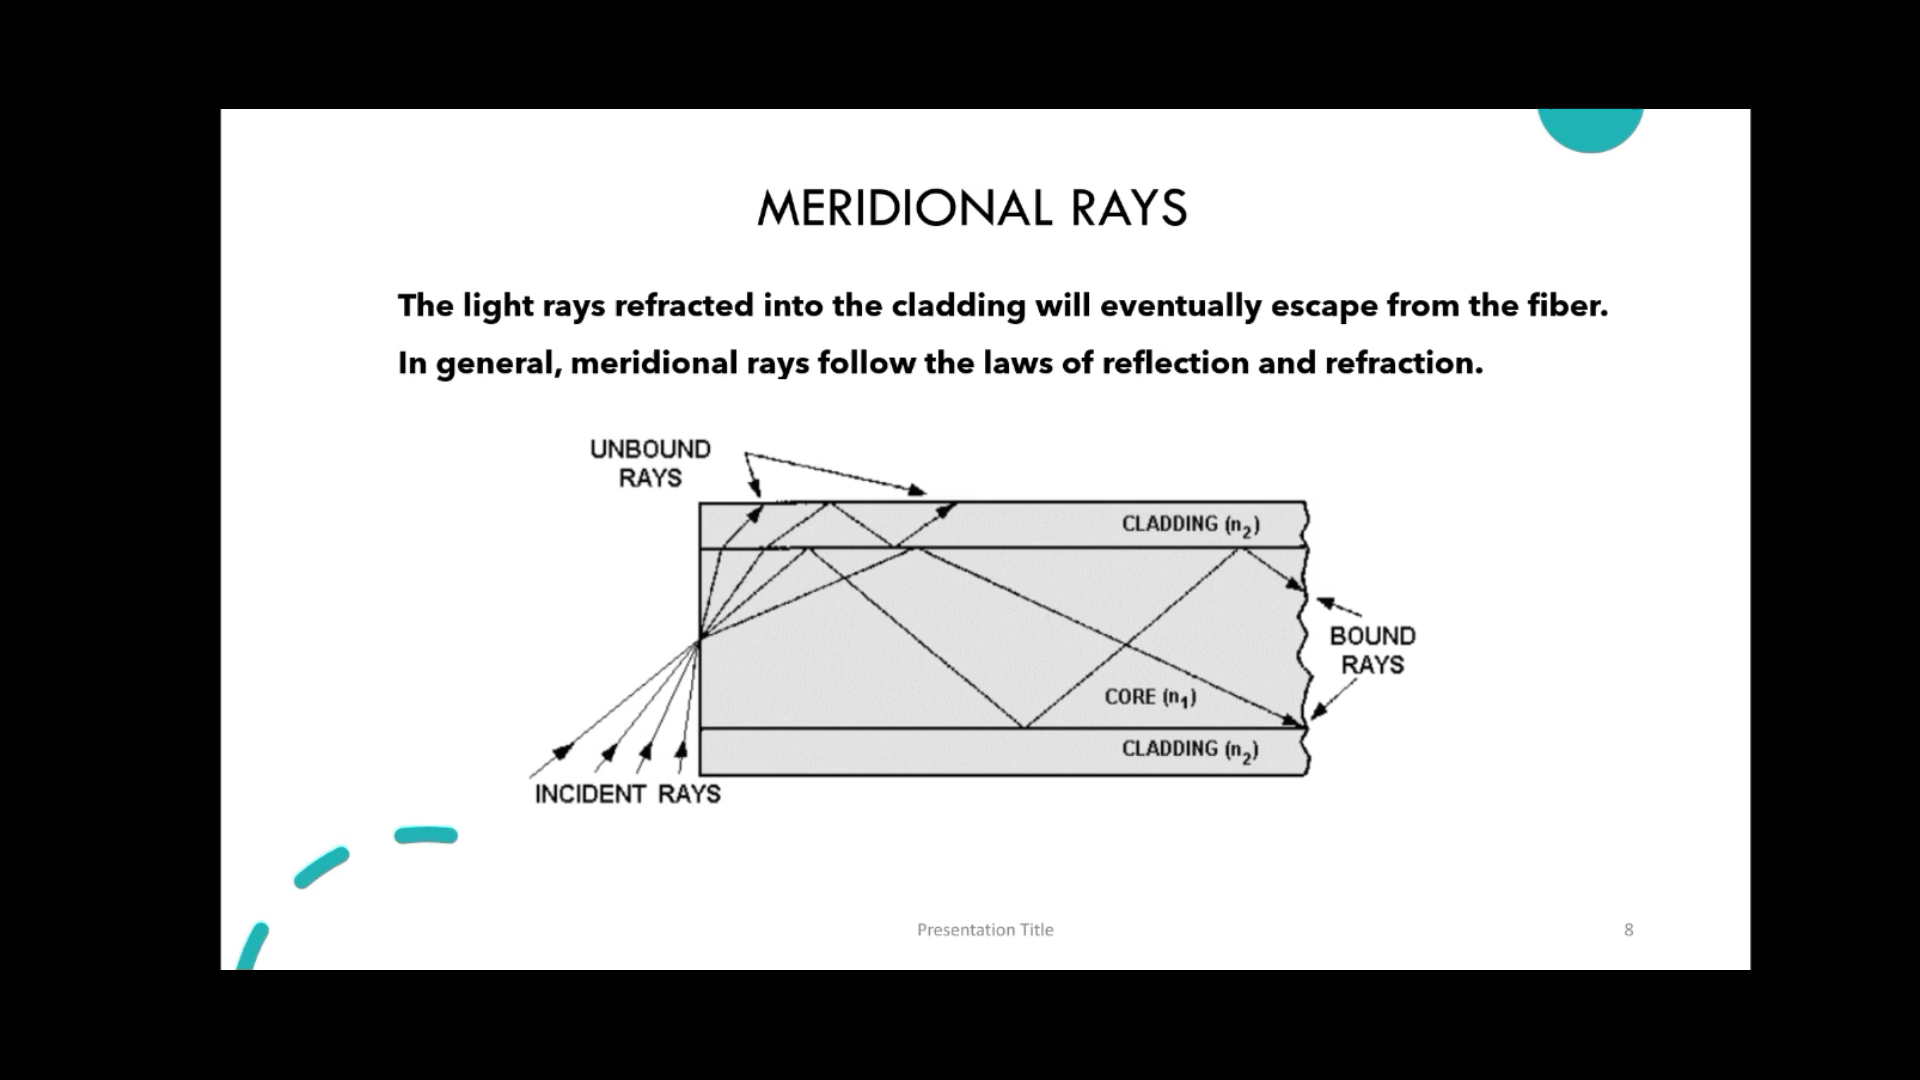 MERIDIONAL RAYS
The light rays refracted into the cladding will eventually escape from the fiber.
In general, meridional rays follow the laws of reflection and refraction.
UNBOUND
RAYS
CLADDING (n₂)
BOUND
RAYS
CORE (n₁)
CLADDING (n₂)
INCIDENT RAYS
Presentation Title
8